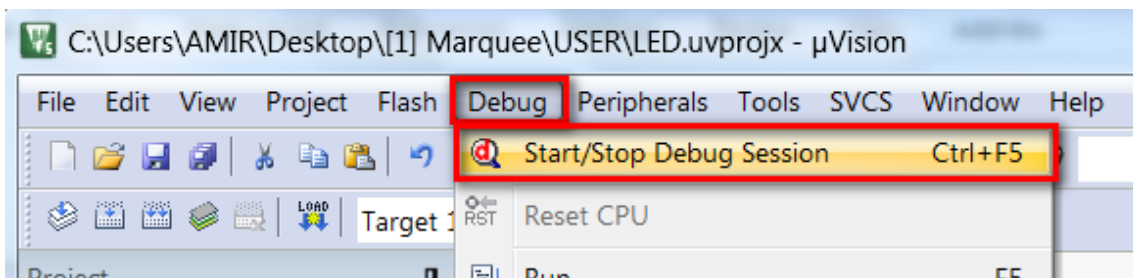 C:\Users\AMIR\Desktop\[1] Marquee\USER\LED.uvprojx - µVision
File Edit View Project Flash Debug Peripherals Tools SVCS Window Help
Start/Stop Debug Session Ctrl+F5
LOAD Target 1
RST Reset CPU
Project Run F5